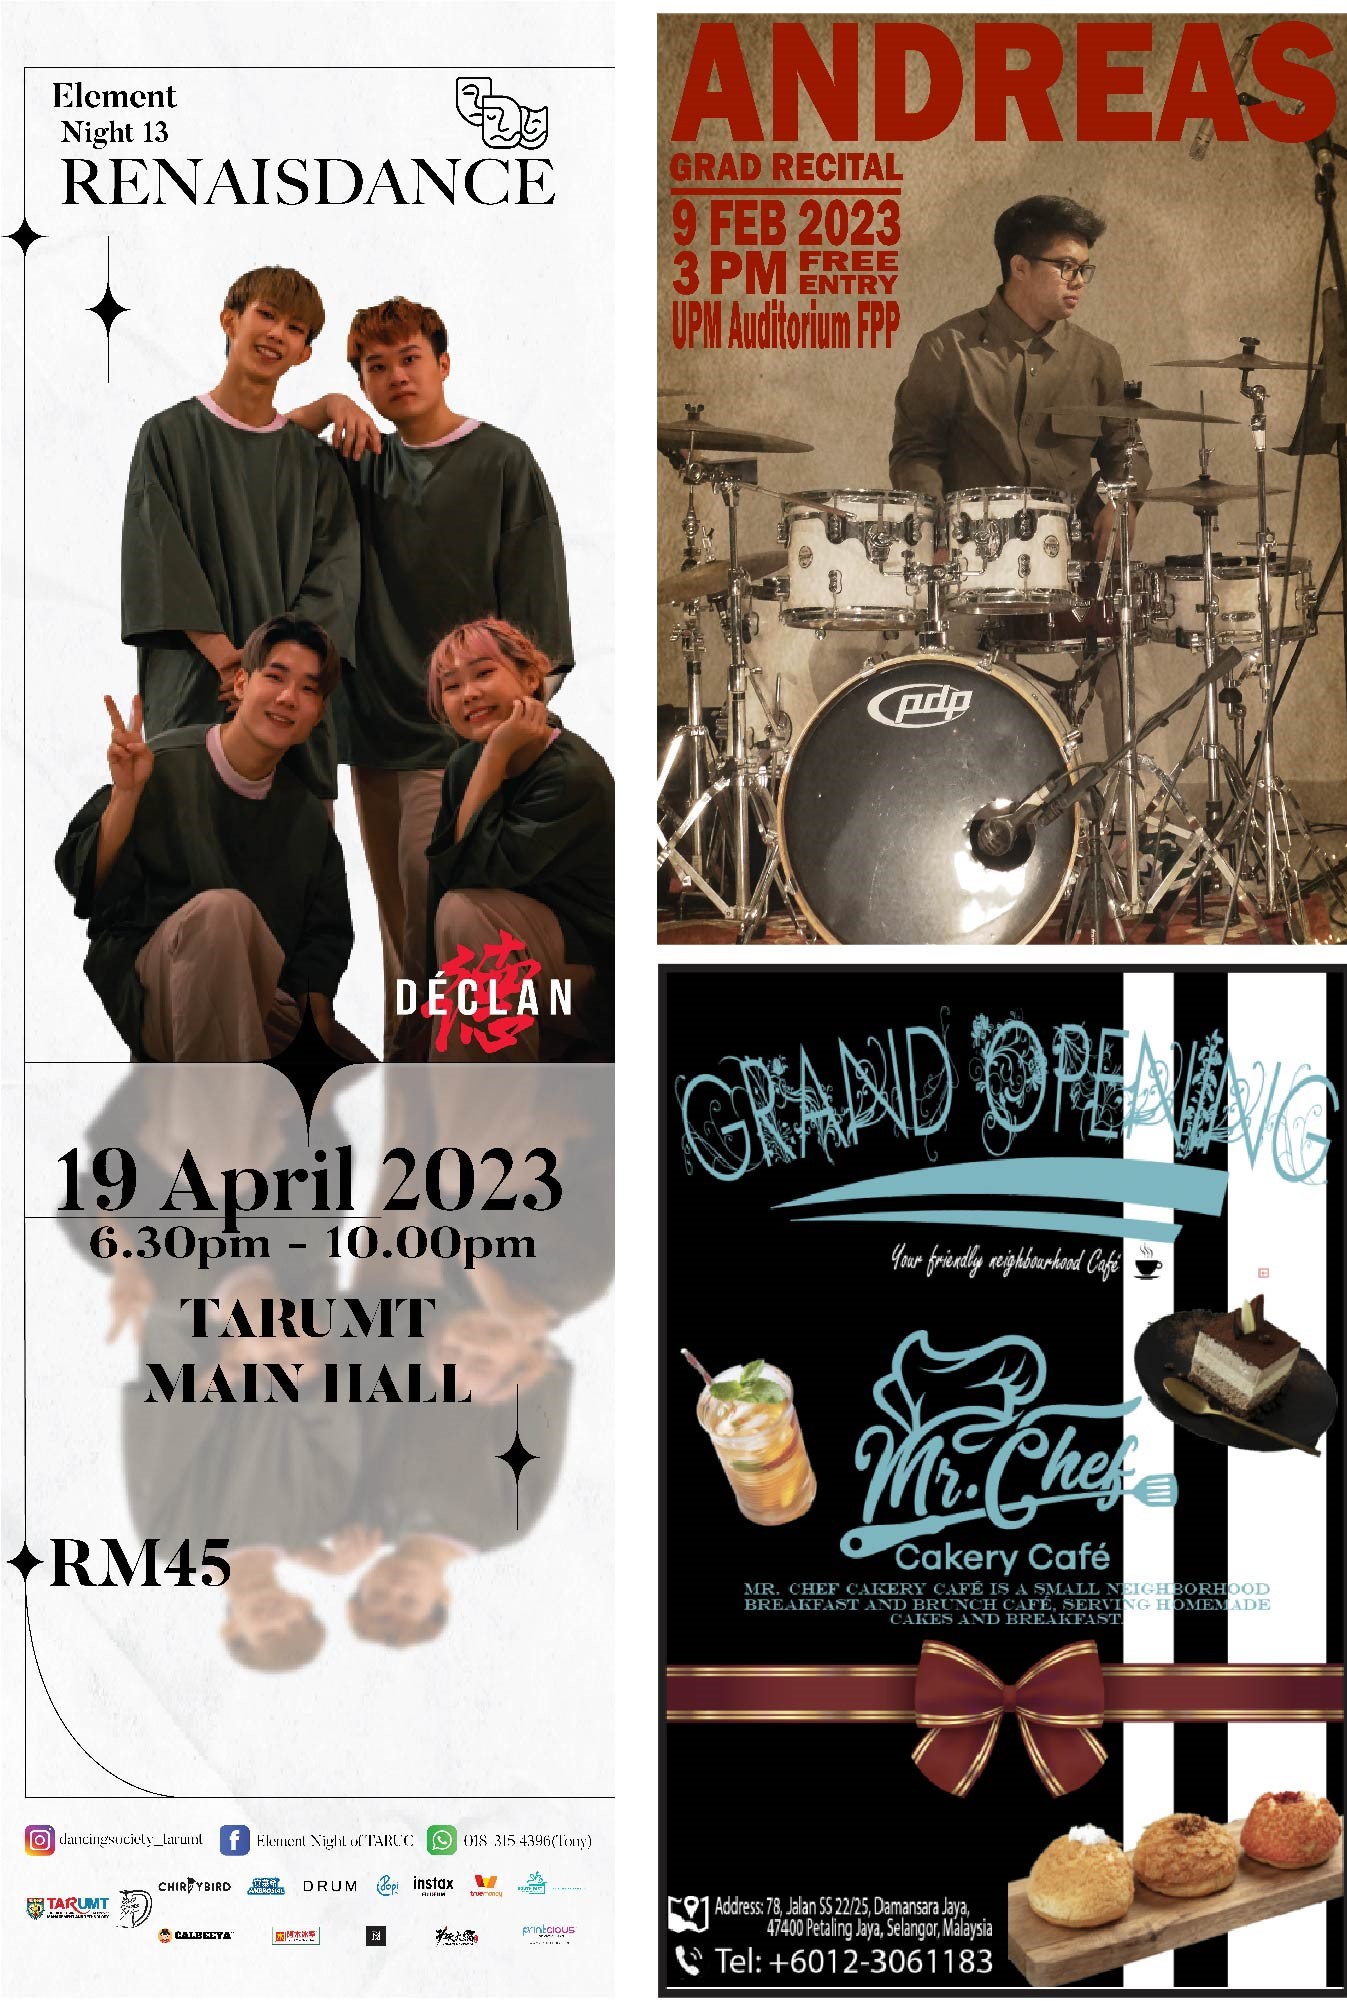 Element
Night 13
RENAISDANCE
DÉCLAN
德
19 April 2023
6.30pm - 10.00pm
TARUMT
MAIN HALL
RM45
dancingsociety_tarumt
Element Night of TARUC
018-315 4396(Tony)
TARUMT
CHIRPYBIRD
DRUM
instax
truemoney
CALBEEYA
printcious
ANDREAS
GRAD RECITAL
9 FEB 2023
3 PM FREE ENTRY
UPM Auditorium FPP
pdp
GRAND OPENING
Your friendly neighbourhood Café
Mr. Chef
Cakery Café
MR. CHEF CAKERY CAFÉ IS A SMALL NEIGHBORHOOD
BREAKFAST AND BRUNCH CAFÉ, SERVING HOMEMADE
CAKES AND BREAKFAST.
Address: 78, Jalan SS 22/25, Damansara Jaya,
47400 Petaling Jaya, Selangor, Malaysia
Tel: +6012-3061183